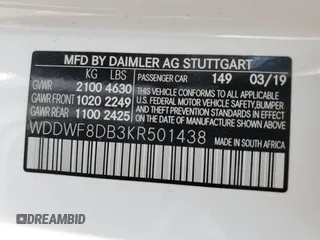 MFD BY DAIMLER AG STUTTGART
KG LBS PASSENGER CAR 149 03/19
GVWR 2100 4630
GAWR FRONT 1020 2249
GAWR REAR 1100 2425
THIS VEHICLE CONFORMS TO ALL APPLICABLE
U.S. FEDERAL MOTOR VEHICLE SAFETY, BUMPER,
AND THEFT PREVENTION STANDARDS IN EFFECT
ON THE DATE OF MANUFACTURE SHOWN ABOVE.
WDDWF8DB3KR501438
MADE IN SOUTH AFRICA
DREAMBID